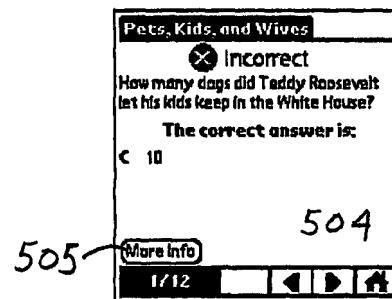 Pets, Kids, and Wives
Incorrect
How many dogs did Teddy Roosevelt
let his kids keep in the White House?
The correct answer is:
C 10
504
505
More Info
1/12